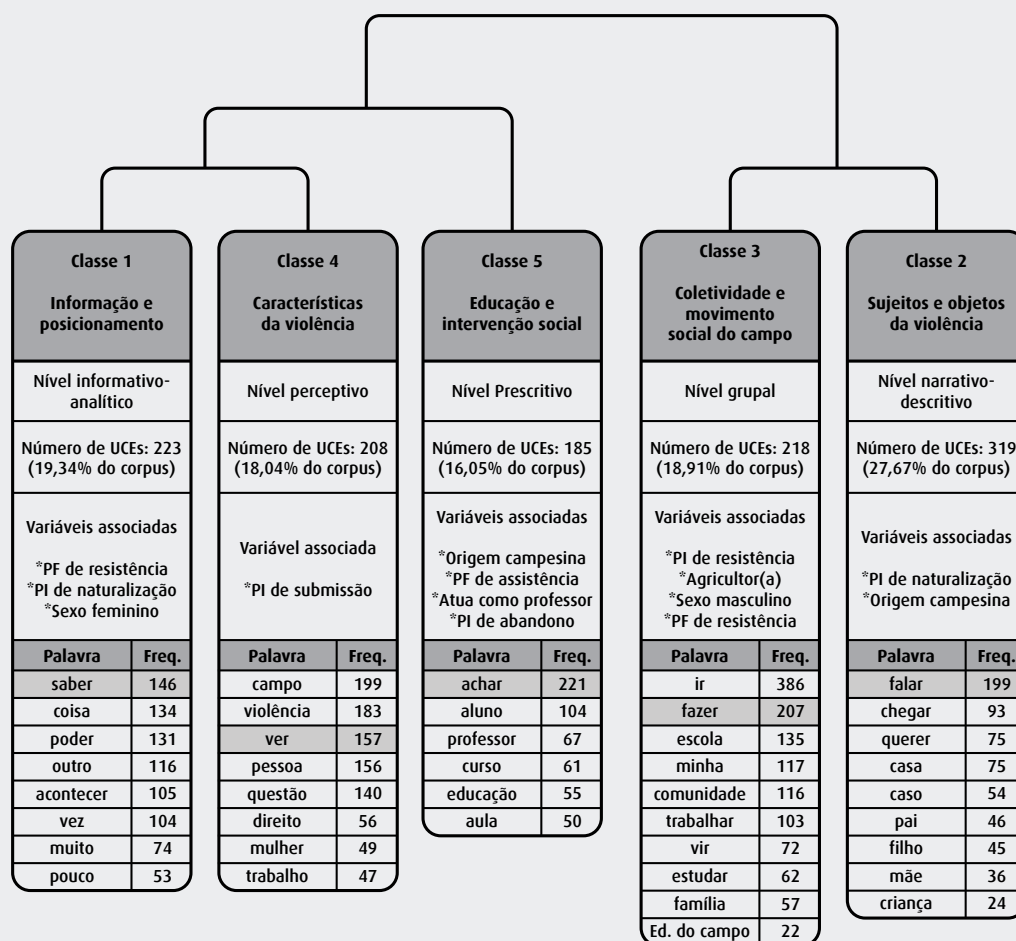 Classe 1
Informação e
posicionamento
Nível informativo-
analítico
Número de UCEs: 223
(19,34% do corpus)
Variáveis associadas
*PF de resistência
*PI de naturalização
*Sexo feminino
Palavra Freq.
saber 146
coisa 134
poder 131
outro 116
acontecer 105
vez 104
muito 74
pouco 53
Classe 4
Características
da violência
Nível perceptivo
Número de UCEs: 208
(18,04% do corpus)
Variável associada
*PI de submissão
Palavra Freq.
campo 199
violência 183
ver 157
pessoa 156
questão 140
direito 56
mulher 49
trabalho 47
Classe 5
Educação e
intervenção social
Nível Prescritivo
Número de UCEs: 185
(16,05% do corpus)
Variáveis associadas
*Origem campesina
*PF de assistência
*Atua como professor
*PI de abandono
Palavra Freq.
achar 221
aluno 104
professor 67
curso 61
educação 55
aula 50
Classe 3
Coletividade e
movimento
social do campo
Nível grupal
Número de UCEs: 218
(18,91% do corpus)
Variáveis associadas
*PI de resistência
*Agricultor(a)
*Sexo masculino
*PF de resistência
Palavra Freq.
ir 386
fazer 207
escola 135
minha 117
comunidade 116
trabalhar 103
vir 72
estudar 62
família 57
Ed. do campo 22
Classe 2
Sujeitos e objetos
da violência
Nível narrativo-
descritivo
Número de UCEs: 319
(27,67% do corpus)
Variáveis associadas
*PI de naturalização
*Origem campesina
Palavra Freq.
falar 199
chegar 93
querer 75
casa 75
caso 54
pai 46
filho 45
mãe 36
criança 24